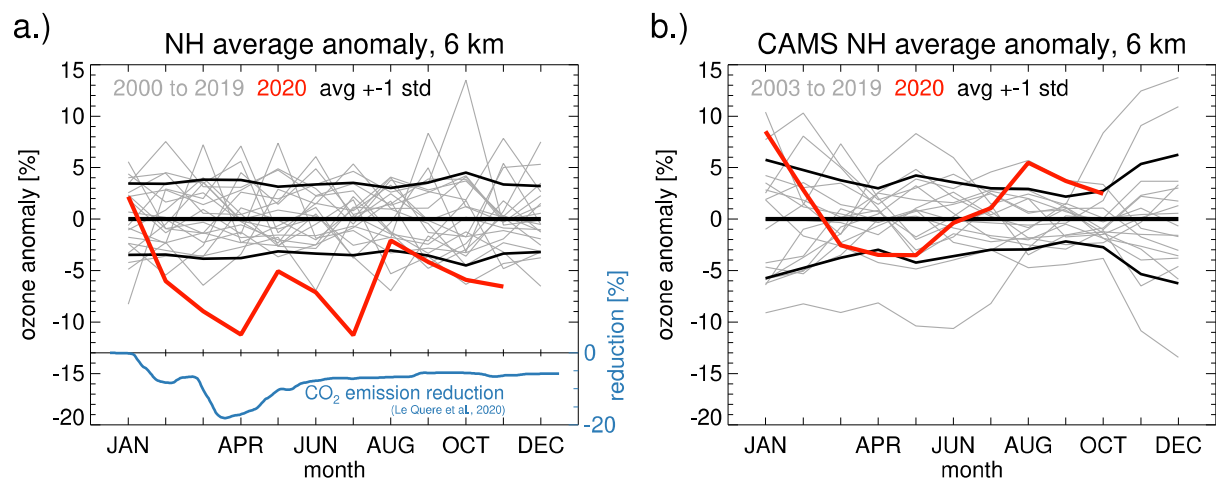 a.)
NH average anomaly, 6 km
2000 to 2019 2020 avg +-1 std
15
10
5
0
-5
-10
-15
-20
ozone anomaly [%]
0
-20
reduction [%]
CO2 emission reduction
(Le Quere et al., 2020)
JAN APR JUN AUG OCT DEC
month
b.)
CAMS NH average anomaly, 6 km
2003 to 2019 2020 avg +-1 std
15
10
5
0
-5
-10
-15
-20
ozone anomaly [%]
JAN APR JUN AUG OCT DEC
month